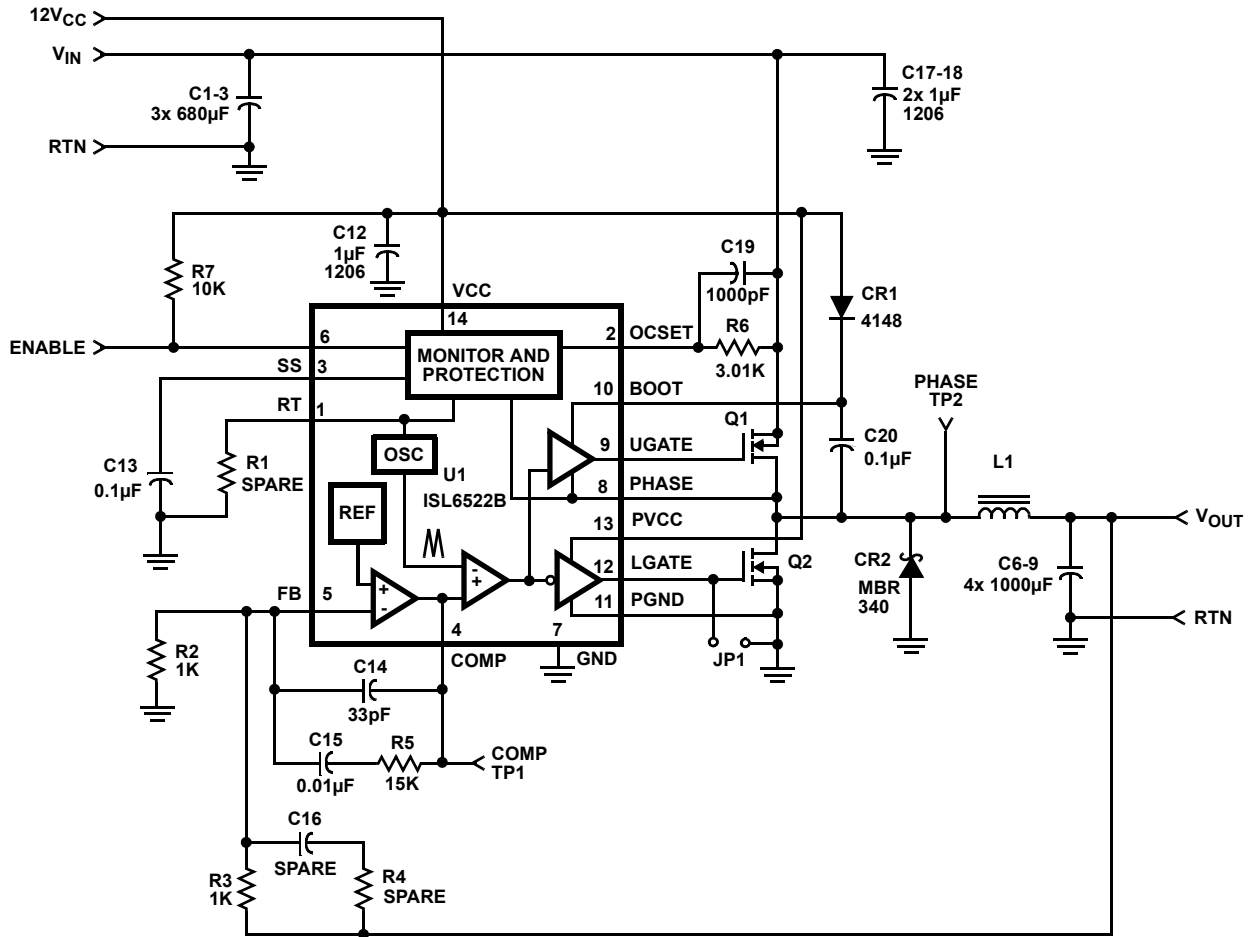 12VCC
VIN
C1-3
3x 680µF
RTN
C17-18
2x 1µF
1206
C12
1µF
1206
R7
10K
VCC
14
C19
1000pF
CR1
4148
ENABLE
6
MONITOR AND
PROTECTION
2
OCSET
R6
3.01K
SS
3
PHASE
TP2
RT
1
10
BOOT
Q1
C20
0.1µF
L1
OSC
9
UGATE
C13
0.1µF
R1
SPARE
U1
ISL6522B
8
PHASE
REF
13
PVCC
VOUT
12
LGATE
Q2
CR2
MBR
340
C6-9
4x 1000µF
FB
5
+
-
-
+
11
PGND
RTN
4
COMP
7
GND
JP1
R2
1K
C14
33pF
C15
0.01µF
R5
15K
COMP
TP1
C16
SPARE
R3
1K
R4
SPARE